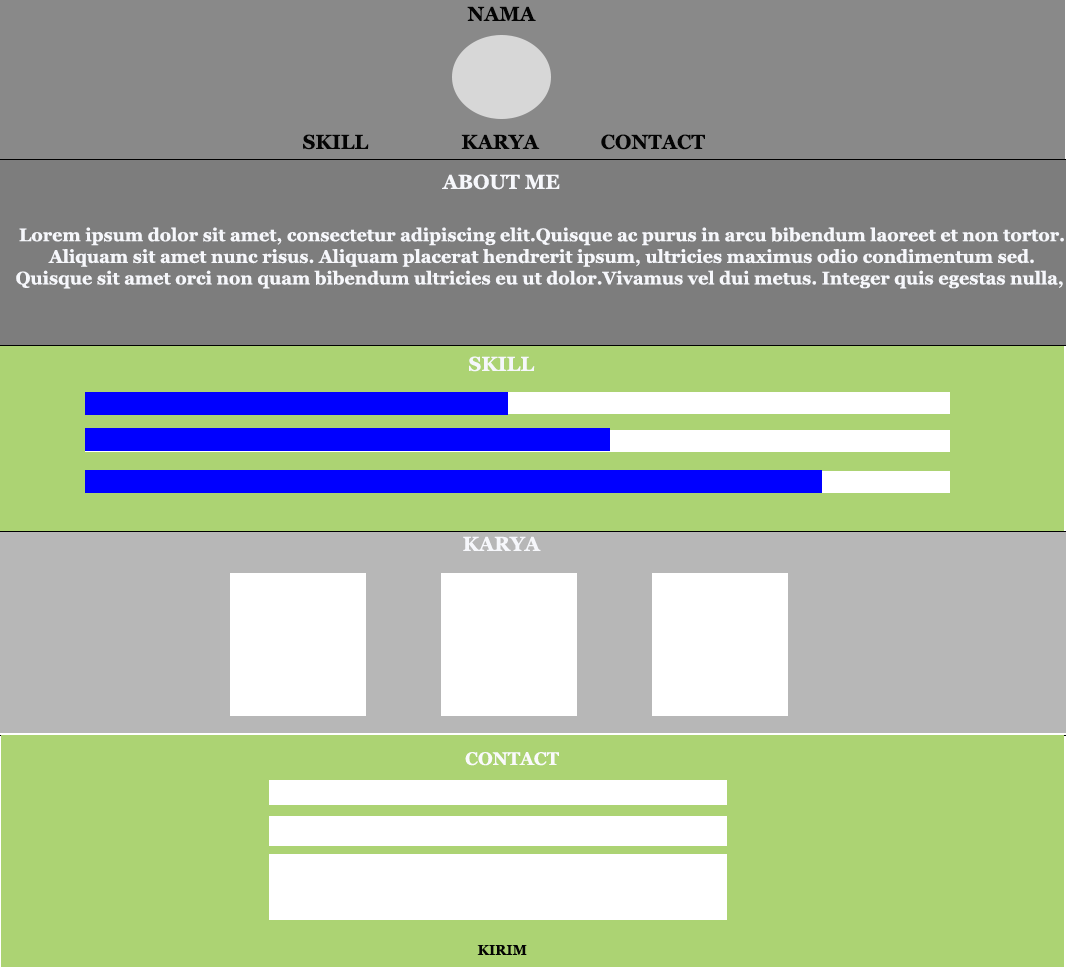 NAMA
SKILL KARYA CONTACT
ABOUT ME
Lorem ipsum dolor sit amet, consectetur adipiscing elit.Quisque ac purus in arcu bibendum laoreet et non tortor.
Aliquam sit amet nunc risus. Aliquam placerat hendrerit ipsum, ultricies maximus odio condimentum sed.
Quisque sit amet orci non quam bibendum ultricies eu ut dolor.Vivamus vel dui metus. Integer quis egestas nulla,
SKILL
KARYA
CONTACT
KIRIM